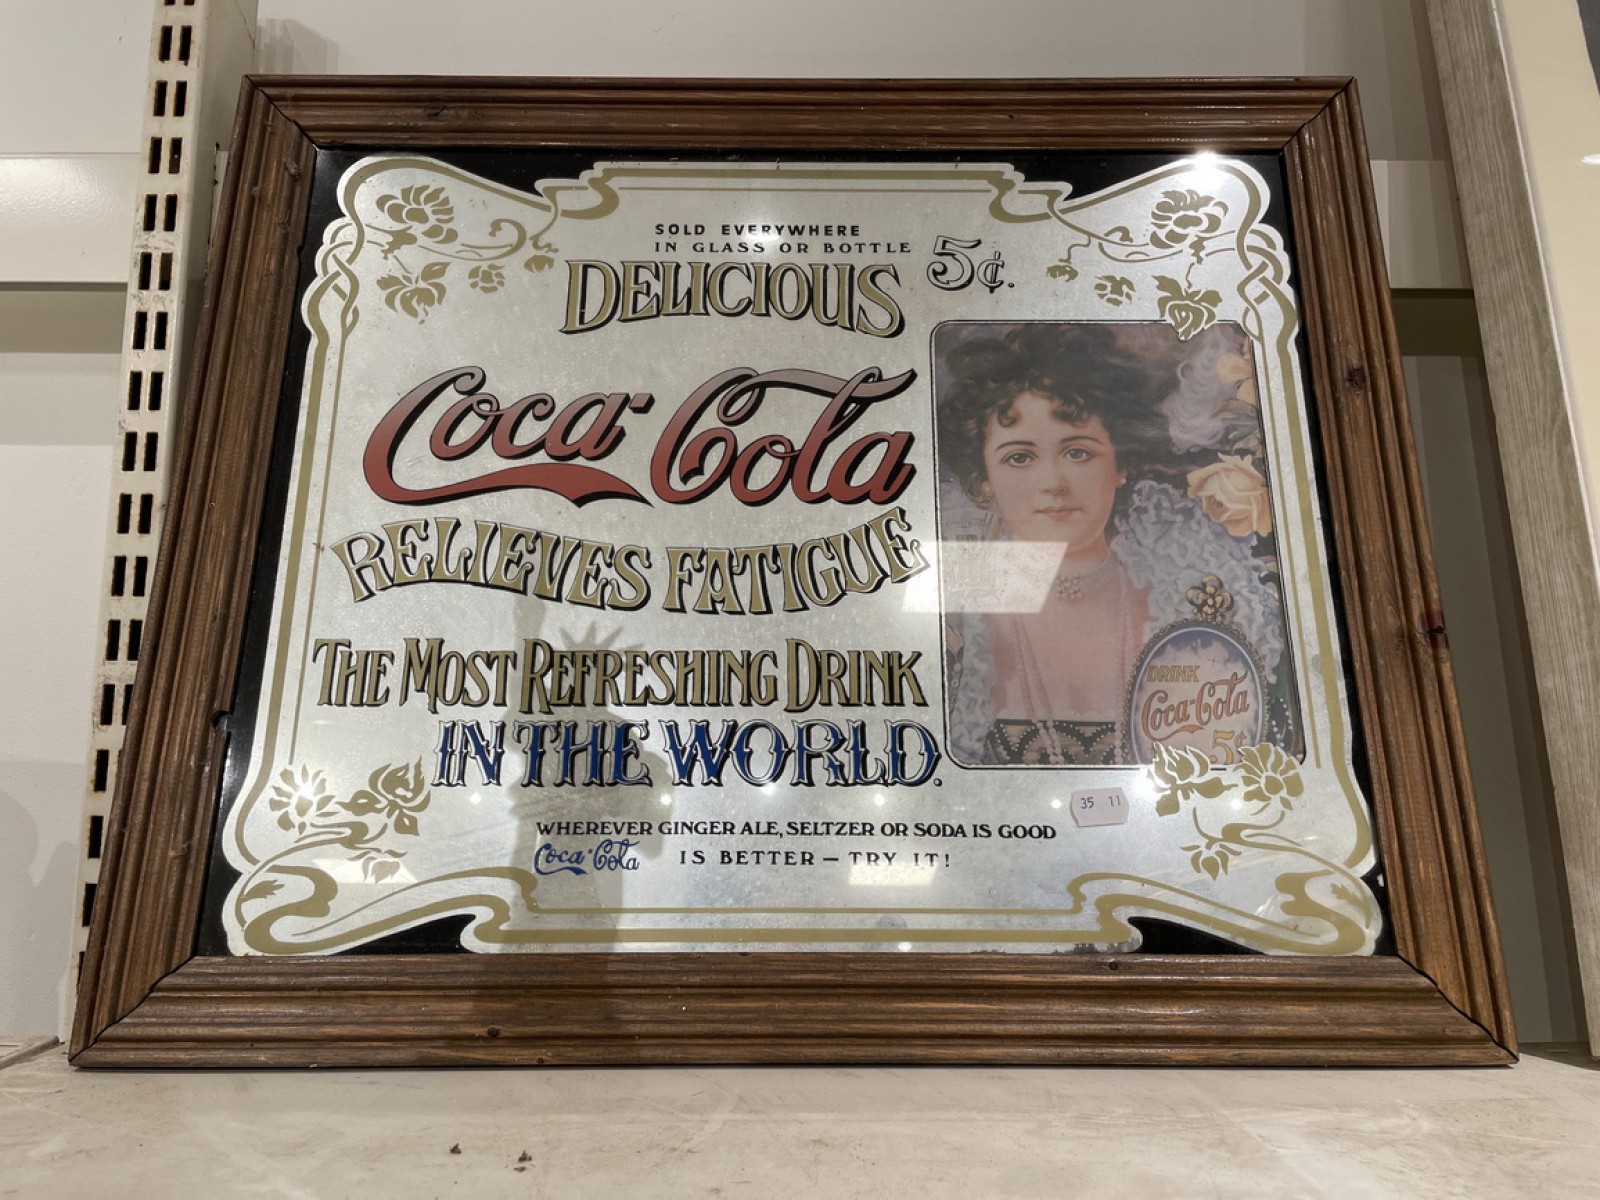 SOLD EVERYWHERE
IN GLASS OR BOTTLE
5¢.
DELICIOUS
Coca-Cola
RELIEVES FATIGUE
THE MOST REFRESHING DRINK
IN THE WORLD.
DRINK
Coca-Cola
5¢
35 11
WHEREVER GINGER ALE, SELTZER OR SODA IS GOOD
Coca-Cola IS BETTER — TRY IT!